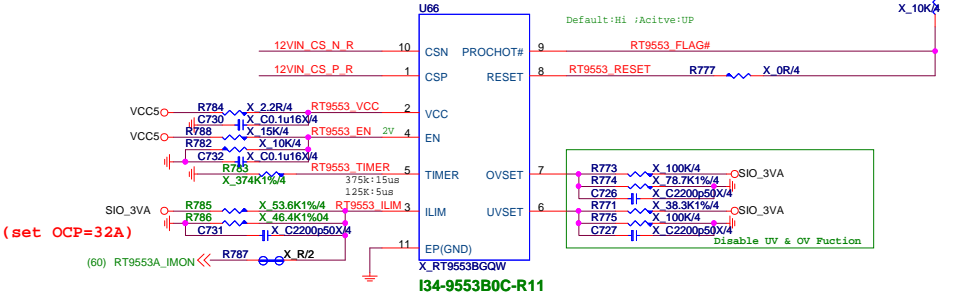 U66
X_10K/4
Default:Hi ;Acitve:UP
12VIN_CS_N_R 10 CSN PROCHOT# 9 RT9553_FLAG#
12VIN_CS_P_R 1 CSP RESET 8 RT9553_RESET R777 X_0R/4
VCC5 R784 X_2.2R/4 RT9553_VCC 2 VCC
C730 X_C0.1u16X/4
VCC5 R788 X_15K/4 RT9553_EN 2V 4 EN
R782 X_10K/4
C732 X_C0.1u16X/4
R783 RT9553_TIMER 5 TIMER OVSET 7 R773 X_100K/4 SIO_3VA
X_374K1%/4 375k:15us R774 X_78.7K1%/4
125K:5us C726 X_C2200p50X/4
SIO_3VA R785 X_53.6K1%/4 RT9553_ILIM 3 ILIM UVSET 6 R771 X_38.3K1%/4 SIO_3VA
R786 X_46.4K1%04 R775 X_100K/4
(set OCP=32A) C731 X_C2200p50X/4 C727 X_C2200p50X/4
Disable UV & OV Fuction
11 EP(GND)
(60) RT9553A_IMON R787 X_R/2
X_RT9553BGQW
I34-9553B0C-R11